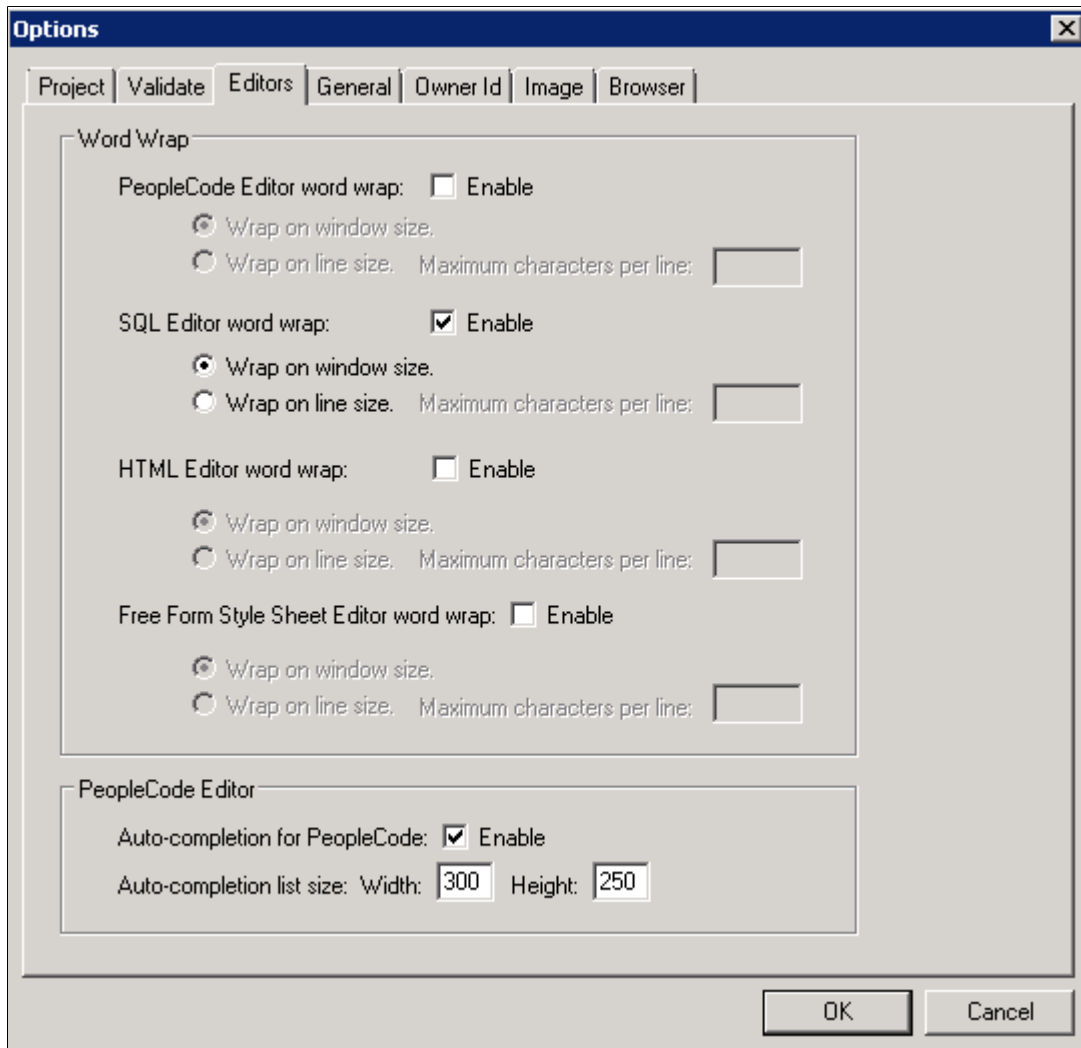 Options
Project Validate Editors General Owner Id Image Browser
Word Wrap
PeopleCode Editor word wrap: Enable
Wrap on window size.
Wrap on line size. Maximum characters per line:
SQL Editor word wrap: Enable
Wrap on window size.
Wrap on line size. Maximum characters per line:
HTML Editor word wrap: Enable
Wrap on window size.
Wrap on line size. Maximum characters per line:
Free Form Style Sheet Editor word wrap: Enable
Wrap on window size.
Wrap on line size. Maximum characters per line:
PeopleCode Editor
Auto-completion for PeopleCode: Enable
Auto-completion list size: Width: 300 Height: 250
OK Cancel